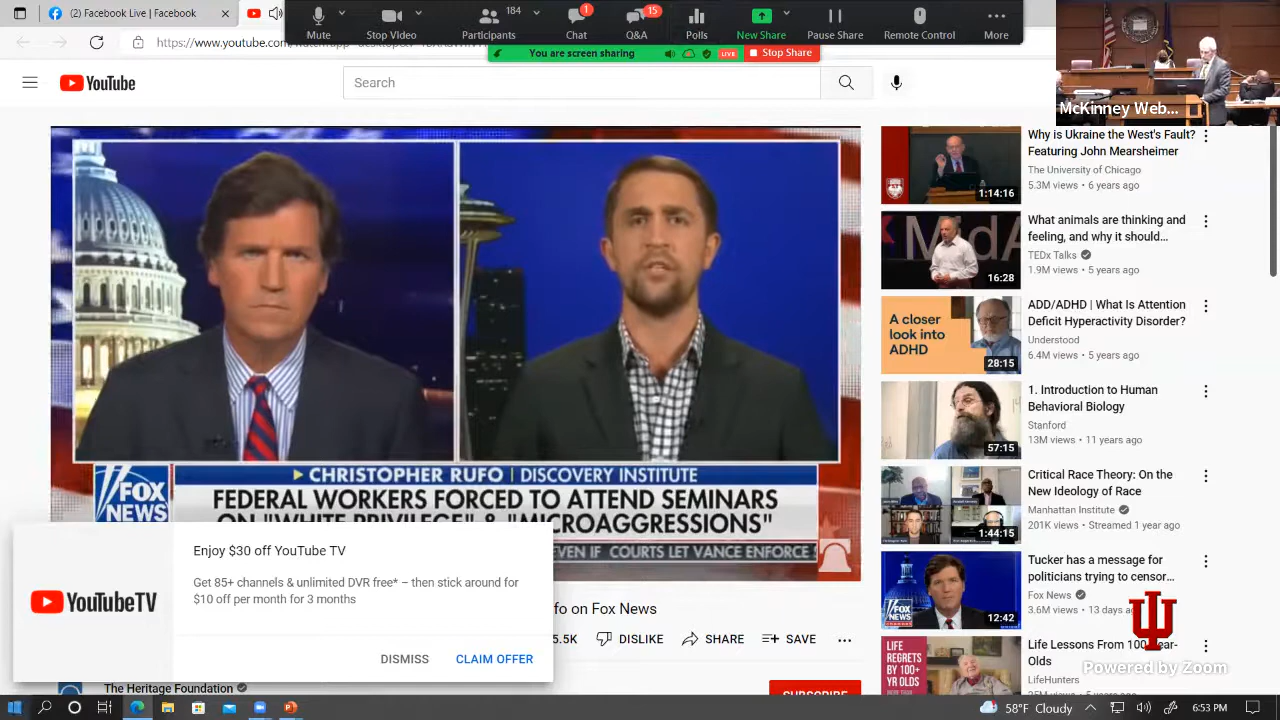 (2) Facebook Live | Facebook
184
1
15
Mute
Stop Video
Participants
Chat
Q&A
Polls
New Share
Pause Share
Remote Control
More
You are screen sharing
LIVE
Stop Share
McKinney Web...
YouTube
Search
CHRISTOPHER RUFO | DISCOVERY INSTITUTE
FEDERAL WORKERS FORCED TO ATTEND SEMINARS
ON "WHITE PRIVILEGE" & "MICROAGGRESSIONS"
EVEN IF COURTS LET VANCE ENFORCE
FOX
NEWS
Enjoy $30 off YouTube TV
Get 85+ channels & unlimited DVR free* – then stick around for
$10 off per month for 3 months
YouTubeTV
DISMISS
CLAIM OFFER
fo on Fox News
5.5K
DISLIKE
SHARE
SAVE
The Heritage Foundation
SUBSCRIBE
Why is Ukraine the West's Fault?
Featuring John Mearsheimer
The University of Chicago
5.3M views • 6 years ago
1:14:16
What animals are thinking and
feeling, and why it should...
TEDx Talks
1.9M views • 5 years ago
16:28
ADD/ADHD | What Is Attention
Deficit Hyperactivity Disorder?
Understood
6.4M views • 5 years ago
A closer
look into
ADHD
28:15
1. Introduction to Human
Behavioral Biology
Stanford
13M views • 11 years ago
57:15
Critical Race Theory: On the
New Ideology of Race
Manhattan Institute
201K views • Streamed 1 year ago
1:44:15
Tucker has a message for
politicians trying to censor...
Fox News
3.6M views • 13 days
FOX
NEWS
12:42
Life Lessons From 100-Year-
Olds
LifeHunters
LIFE
REGRETS
BY 100+
YR OLDS
Powered by Zoom
58°F Cloudy
6:53 PM